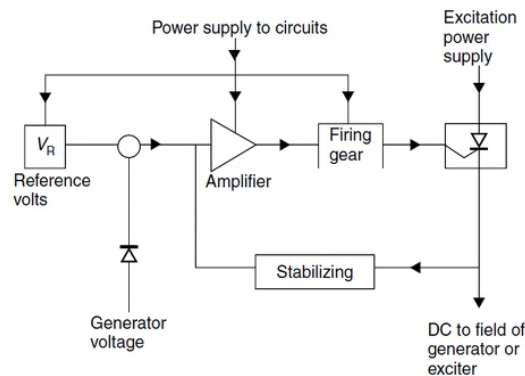 Power supply to circuits
Excitation
power
supply
VR
Reference
volts
Amplifier
Firing
gear
Stabilizing
Generator
voltage
DC to field of
generator or
exciter